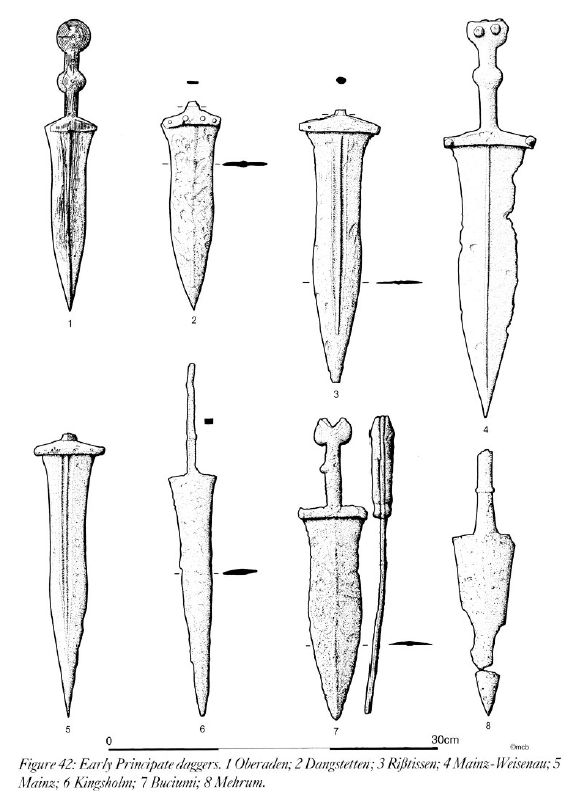 1
2
3
4
5
6
7
8
0 30cm
©mcb
Figure 42: Early Principate daggers. 1 Oberaden; 2 Dangstetten; 3 Rißtissen; 4 Mainz-Weisenau; 5
Mainz; 6 Kingsholm; 7 Buciumi; 8 Mehrum.